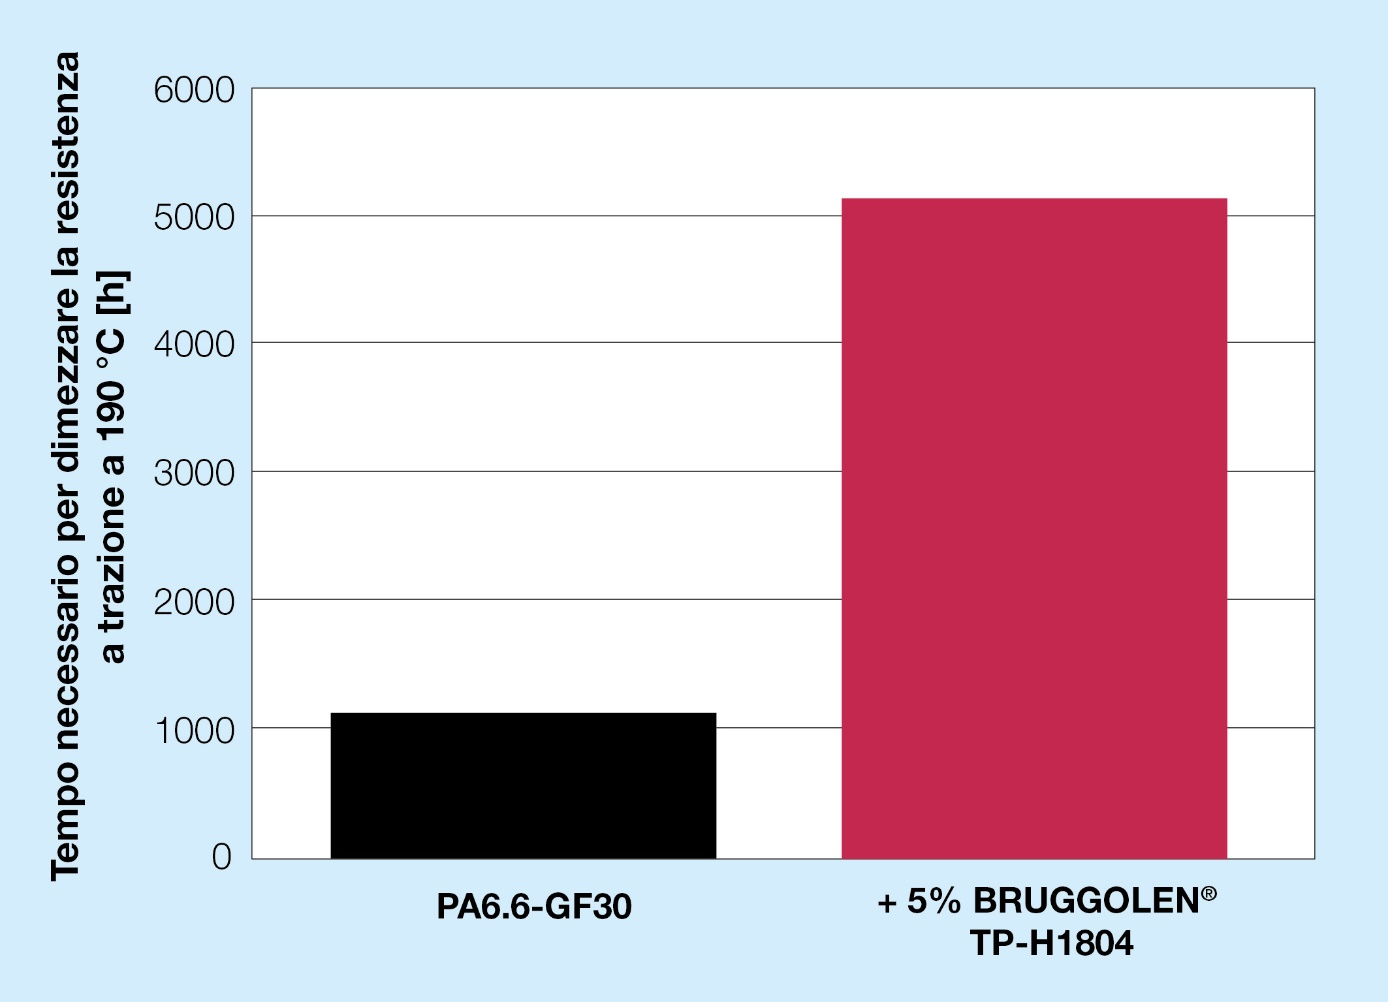 Tempo necessario per dimezzare la resistenza
a trazione a 190 °C [h]
6000
5000
4000
3000
2000
1000
0
PA6.6-GF30
+ 5% BRUGGOLEN®
TP-H1804